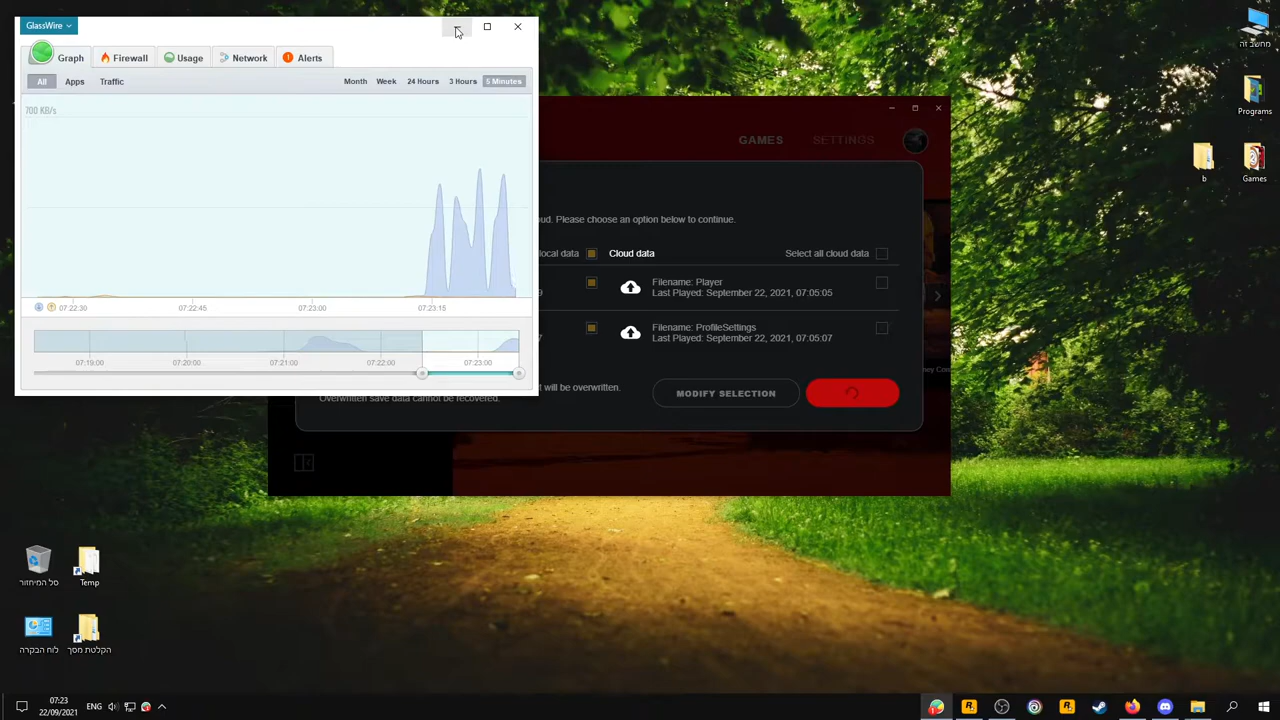 GlassWire
Graph
Firewall
Usage
Network
Alerts
All
Apps
Traffic
Month
Week
24 Hours
3 Hours
5 Minutes
700 KB/s
07 22:30
07:22:45
07:23:00
07:23:15
07:19:00
07:20:00
07:21:00
07:22:00
07:23:00
GAMES
SETTINGS
oud. Please choose an option below to continue.
local data
Cloud data
Select all cloud data
9
Filename: Player
Last Played: September 22, 2021, 07:05:05
7
Filename: ProfileSettings
Last Played: September 22, 2021, 07:05:07
t will be overwritten.
Overwritten save data cannot be recovered.
MODIFY SELECTION
מחשב זה
Programs
b
Games
סל המיחזור
Temp
לוח הבקרה
הקלטת מסך
07:23
22/09/2021
ENG